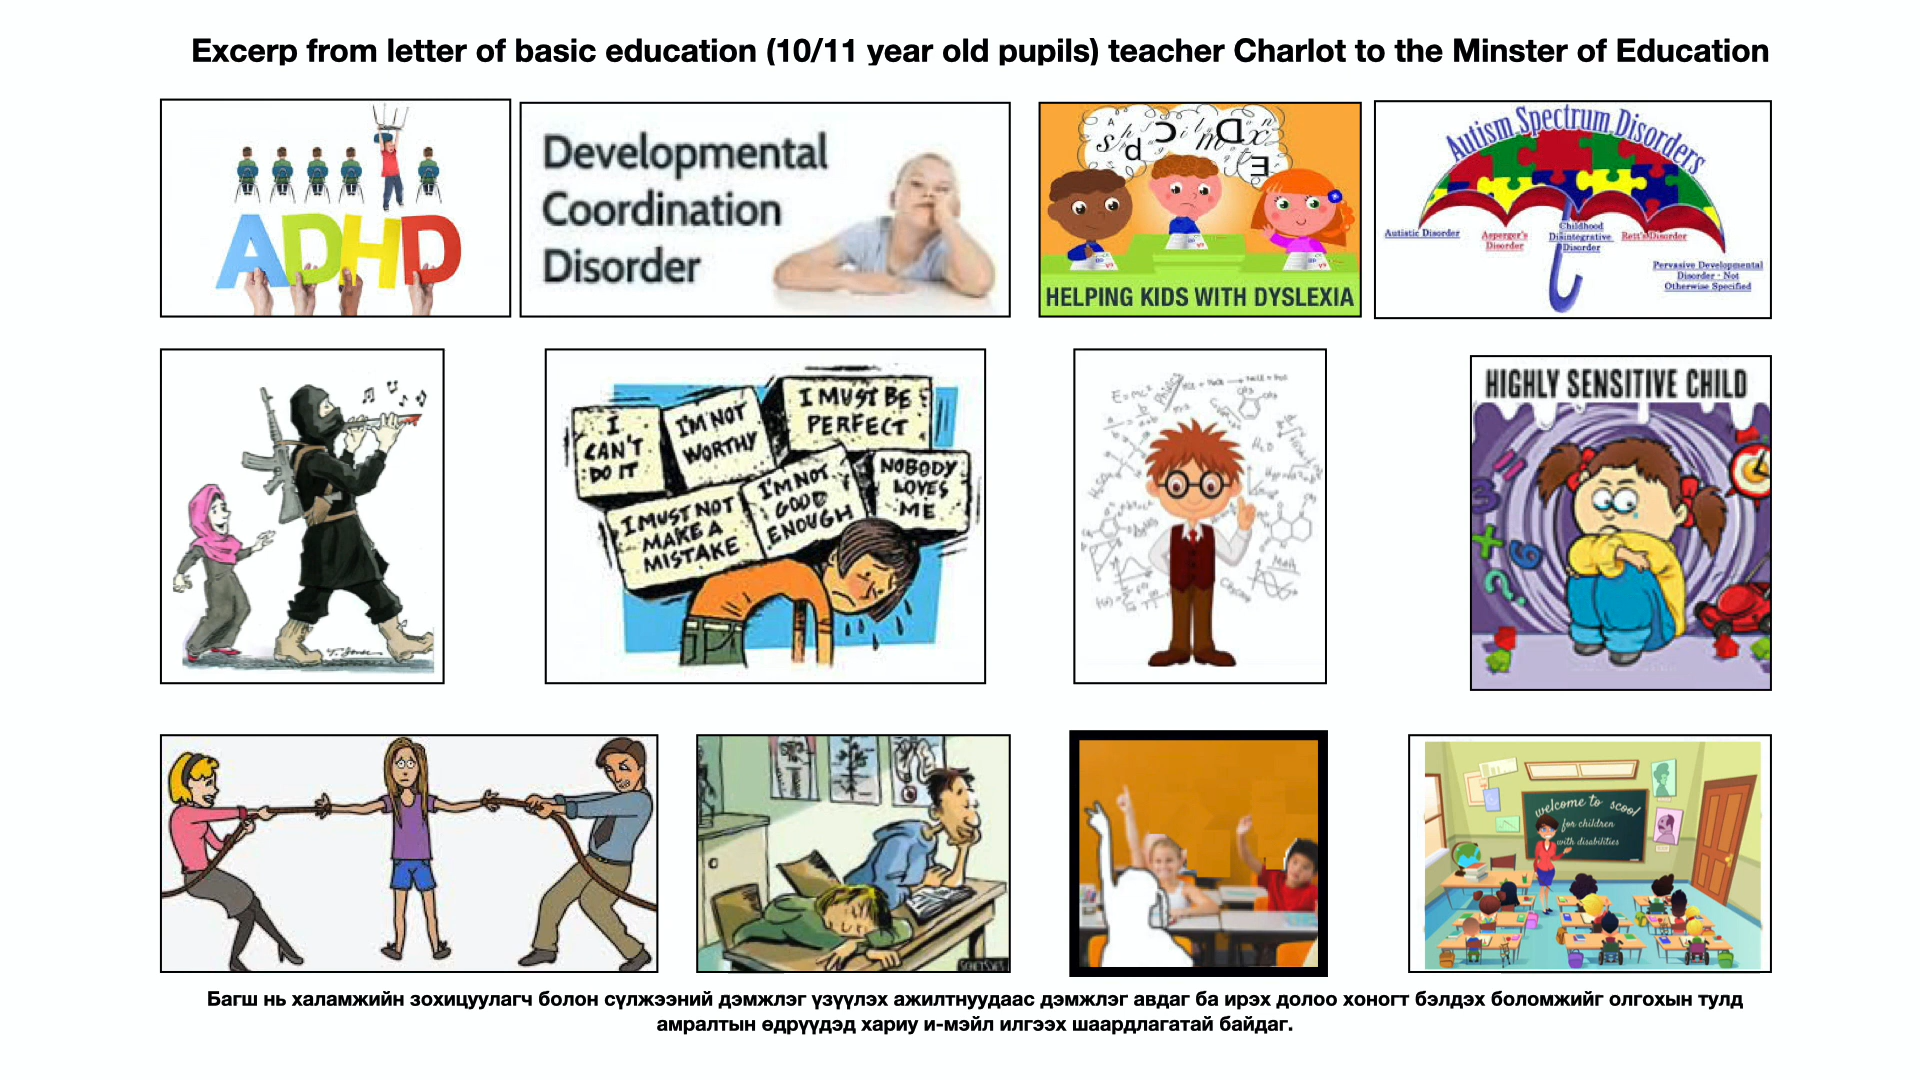 Excerp from letter of basic education (10/11 year old pupils) teacher Charlot to the Minster of Education
ADHD
Developmental
Coordination
Disorder
HELPING KIDS WITH DYSLEXIA
Autism Spectrum Disorders
Autistic Disorder
Asperger's
Disorder
Childhood
Disintegrative
Disorder
Rett's Disorder
Pervasive Developmental
Disorder - Not
Otherwise Specified
I
CAN'T
DO IT
I'M NOT
WORTHY
I MUST BE
PERFECT
I MUST NOT
MAKE A
MISTAKE
I'M NOT
GOOD
ENOUGH
NOBODY
LOVES
ME
E=mc²
HIGHLY SENSITIVE CHILD
welcome to scool
for children
with disabilities
Багш нь халамжийн зохицуулагч болон сүлжээний дэмжлэг үзүүлэх ажилтнуудаас дэмжлэг авдаг ба ирэх долоо хоногт бэлдэх боломжийг олгохын тулд
амралтын өдрүүдэд хариу и-мэйл илгээх шаардлагатай байдаг.